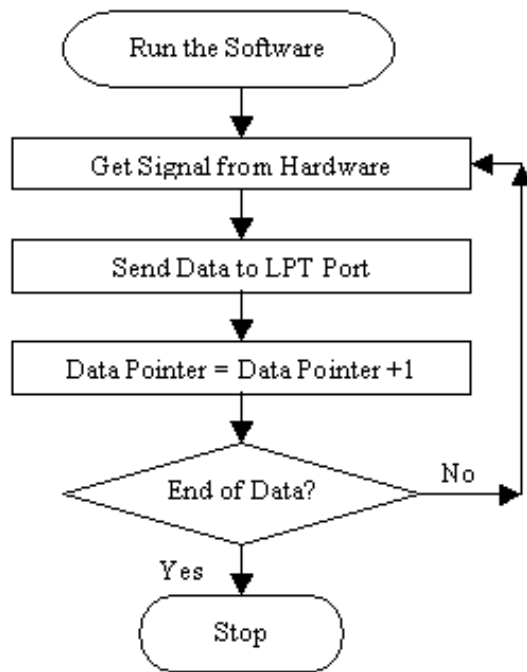 Run the Software
Get Signal from Hardware
Send Data to LPT Port
Data Pointer = Data Pointer +1
End of Data?
No
Yes
Stop